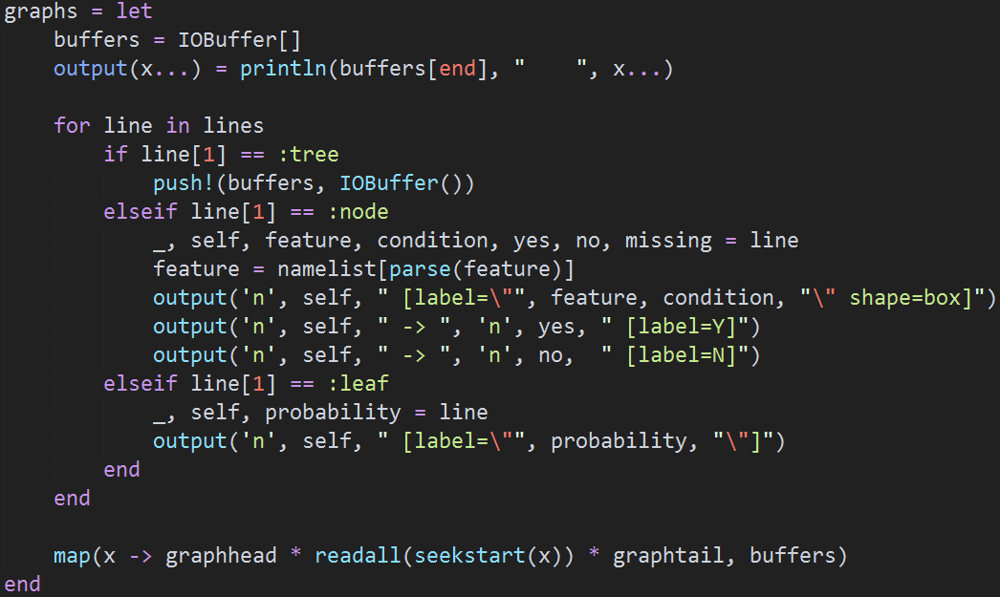 graphs = let
    buffers = IOBuffer[]
    output(x...) = println(buffers[end], "    ", x...)

    for line in lines
        if line[1] == :tree
            push!(buffers, IOBuffer())
        elseif line[1] == :node
            _, self, feature, condition, yes, no, missing = line
            feature = namelist[parse(feature)]
            output('n', self, " [label=\"", feature, condition, "\" shape=box]")
            output('n', self, " -> ", 'n', yes, " [label=Y]")
            output('n', self, " -> ", 'n', no,  " [label=N]")
        elseif line[1] == :leaf
            _, self, probability = line
            output('n', self, " [label=\"", probability, "\"]")
        end
    end

    map(x -> graphhead * readall(seekstart(x)) * graphtail, buffers)
end